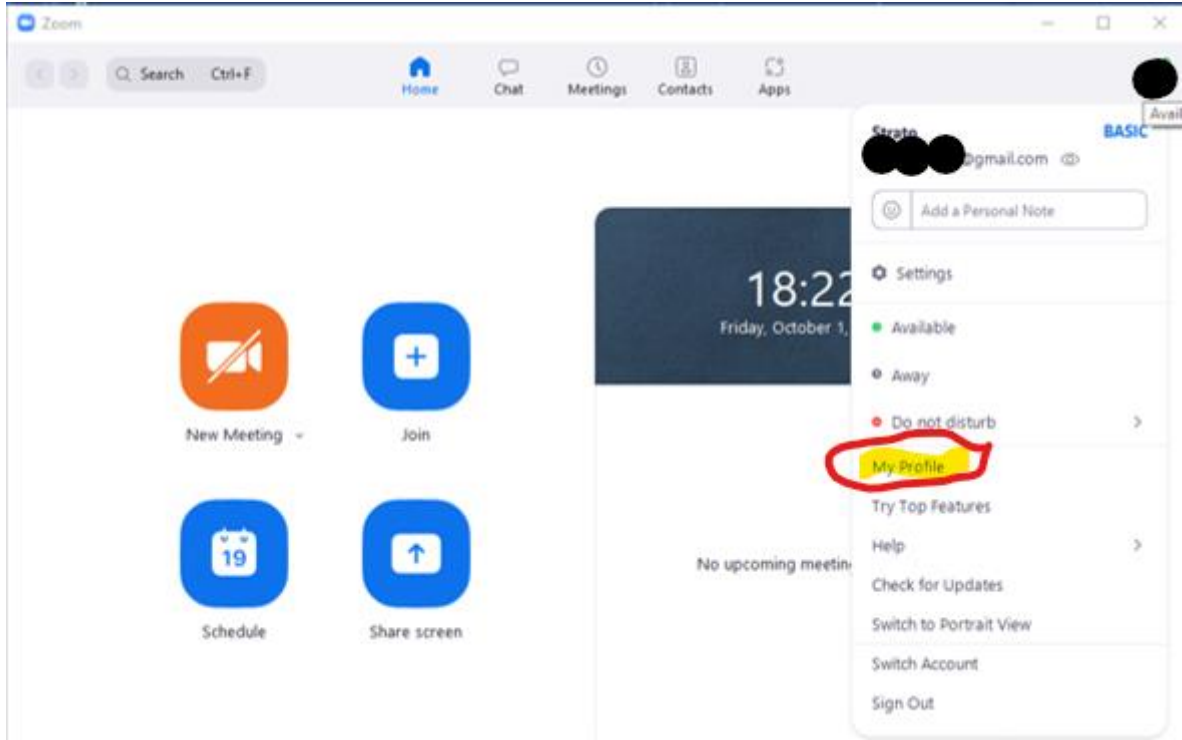 Zoom
Search Ctrl+F
Home Chat Meetings Contacts Apps
Strato BASIC
@gmail.com
Add a Personal Note
Settings
18:22
Friday, October 1,
Available
Away
Do not disturb
New Meeting
Join
My Profile
Try Top Features
Help
19
No upcoming
Check for Updates
Schedule
Share screen
Switch to Portrait View
Switch Account
Sign Out